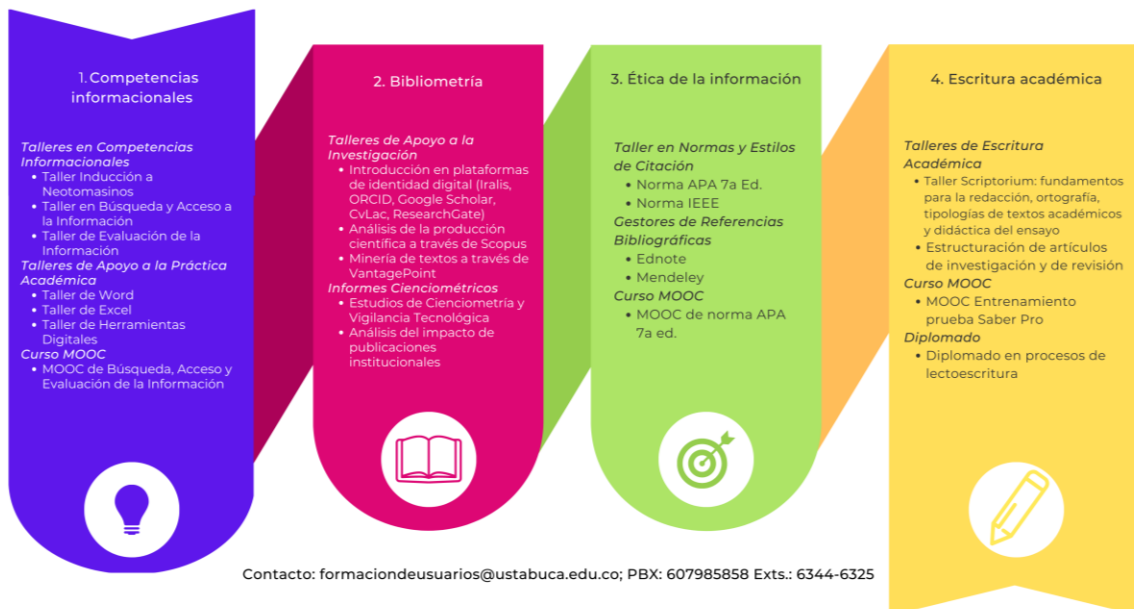 1. Competencias
informacionales
Talleres en Competencias
Informacionales
• Taller Inducción a
Neotomasinos
• Taller en Búsqueda y Acceso a
la Información
• Taller de Evaluación de la
Información
Talleres de Apoyo a la Práctica
Académica
• Taller de Word
• Taller de Excel
• Taller de Herramientas
Digitales
Curso MOOC
• MOOC de Búsqueda, Acceso y
Evaluación de la Información
2. Bibliometría
Talleres de Apoyo a la
Investigación
• Introducción en plataformas
de identidad digital (Iralis,
ORCID, Google Scholar,
CvLac, ResearchGate)
• Análisis de la producción
científica a través de Scopus
• Minería de textos a través de
VantagePoint
Informes Cienciométricos
• Estudios de Cienciometría y
Vigilancia Tecnológica
• Análisis del impacto de
publicaciones
institucionales
3. Ética de la información
Taller en Normas y Estilos
de Citación
• Norma APA 7a Ed.
• Norma IEEE
Gestores de Referencias
Bibliográficas
• Ednote
• Mendeley
Curso MOOC
• MOOC de norma APA
7a ed.
4. Escritura académica
Talleres de Escritura
Académica
• Taller Scriptorium: fundamentos
para la redacción, ortografía,
tipologías de textos académicos
y didáctica del ensayo
• Estructuración de artículos
de investigación y de revisión
Curso MOOC
• MOOC Entrenamiento
prueba Saber Pro
Diplomado
• Diplomado en procesos de
lectoescritura
Contacto: formaciondeusuarios@ustabuca.edu.co; PBX: 607985858 Exts.: 6344-6325